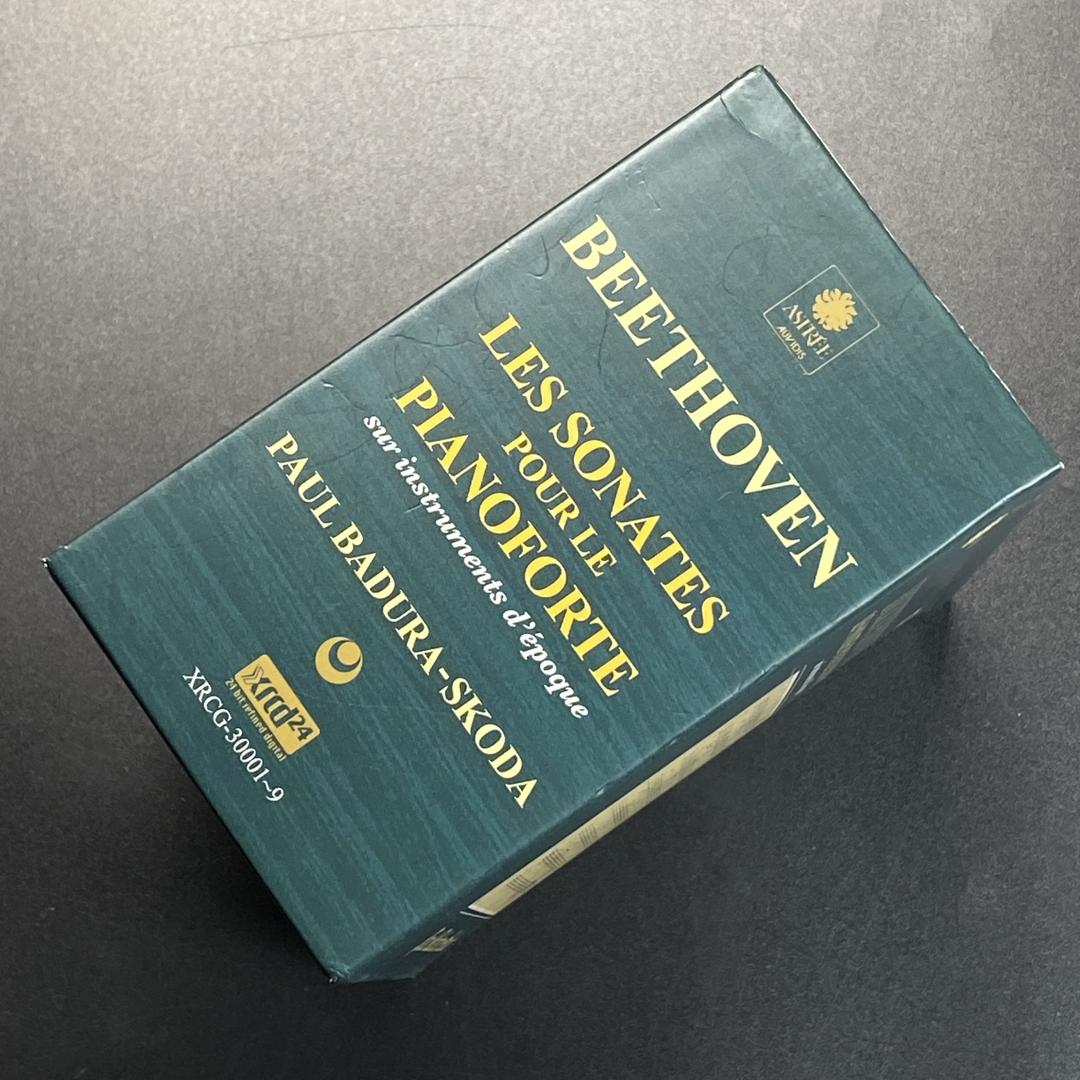 ASTRÉE
AUVIDIS
BEETHOVEN
LES SONATES
POUR LE
PIANOFORTE
sur instruments d'époque
PAUL BADURA-SKODA
xrcd24
24 bit refined digital
XRCG-30001~9